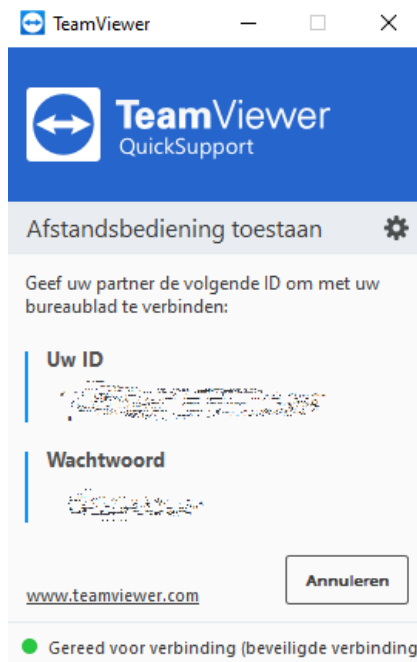 TeamViewer
TeamViewer
QuickSupport
Afstandsbediening toestaan
Geef uw partner de volgende ID om met uw
bureaublad te verbinden:
Uw ID
Wachtwoord
Annuleren
www.teamviewer.com
Gereed voor verbinding (beveiligde verbinding